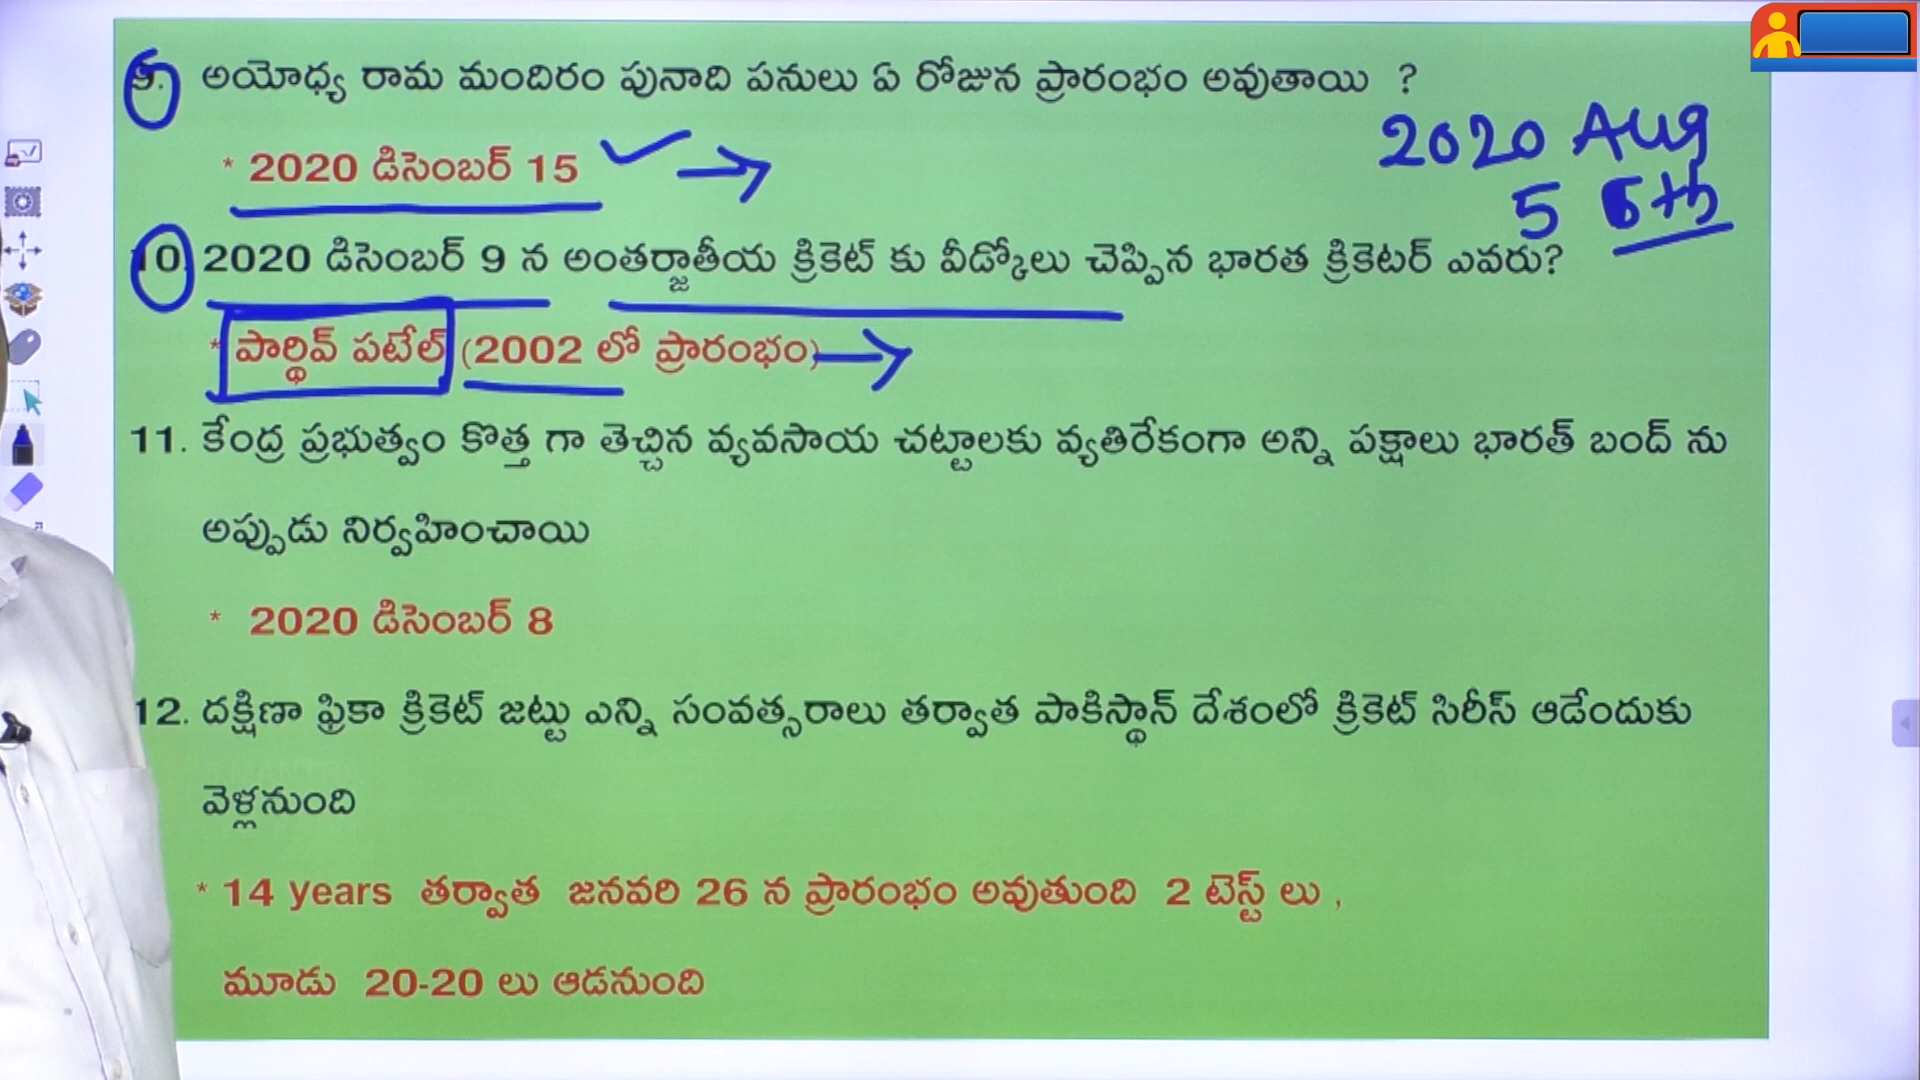 9. అయోధ్య రామ మందిరం పునాది పనులు ఏ రోజున ప్రారంభం అవుతాయి ?
* 2020 డిసెంబర్ 15
2020 Aug
5 5th
10. 2020 డిసెంబర్ 9 న అంతర్జాతీయ క్రికెట్ కు వీడ్కోలు చెప్పిన భారత క్రికెటర్ ఎవరు?
* పార్థివ్ పటేల్ (2002 లో ప్రారంభం)
11. కేంద్ర ప్రభుత్వం కొత్త గా తెచ్చిన వ్యవసాయ చట్టాలకు వ్యతిరేకంగా అన్ని పక్షాలు భారత్ బంద్ ను
అప్పుడు నిర్వహించాయి
* 2020 డిసెంబర్ 8
12. దక్షిణా ఫ్రికా క్రికెట్ జట్టు ఎన్ని సంవత్సరాలు తర్వాత పాకిస్థాన్ దేశంలో క్రికెట్ సిరీస్ ఆడేందుకు
వెళ్లనుంది
* 14 years తర్వాత జనవరి 26 న ప్రారంభం అవుతుంది 2 టెస్ట్ లు ,
మూడు 20-20 లు ఆడనుంది